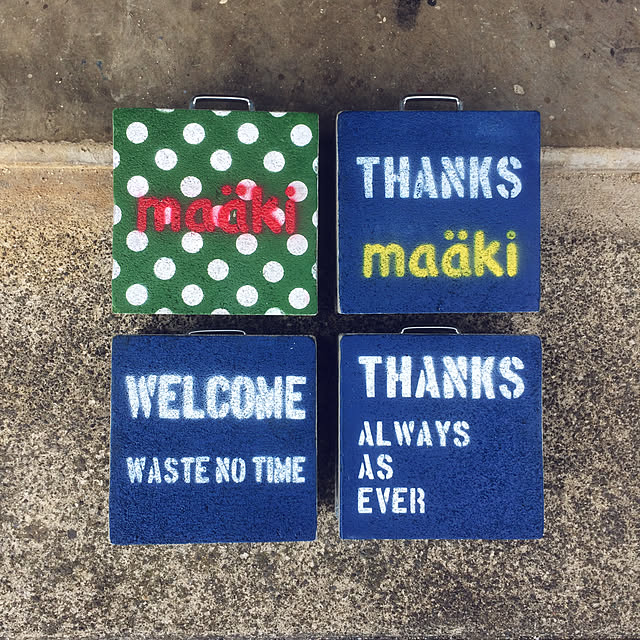 maäki
THANKS
maäki
WELCOME
WASTE NO TIME
THANKS
ALWAYS
AS
EVER